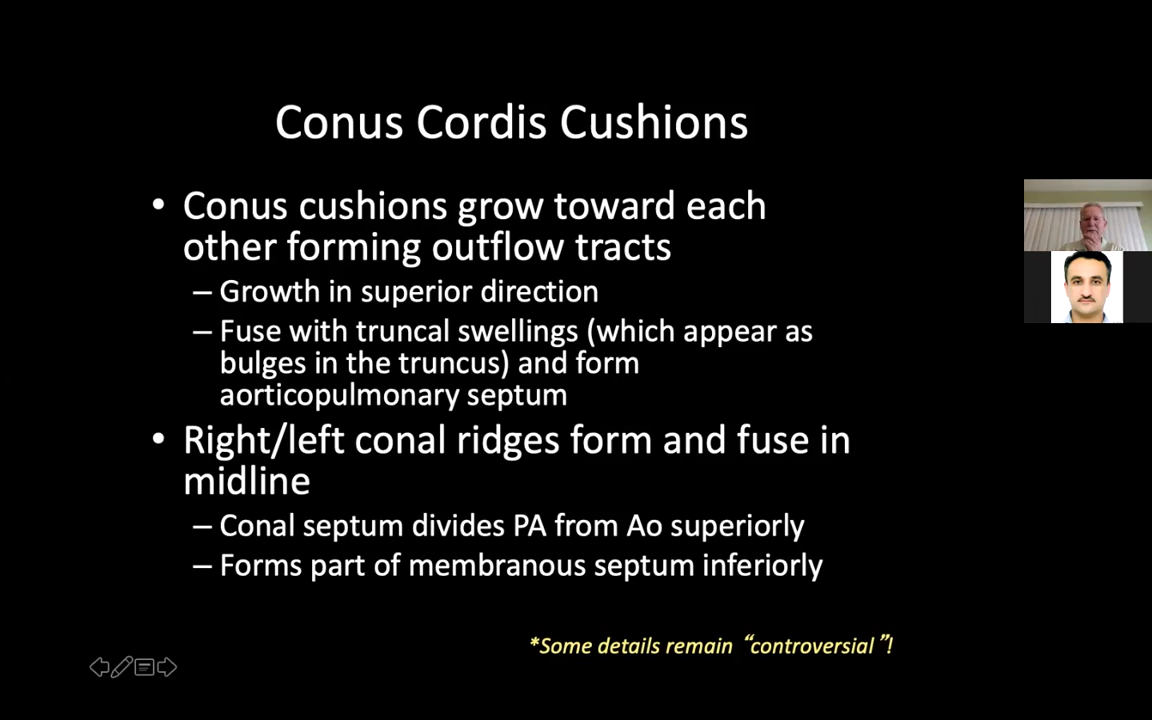 Conus Cordis Cushions
• Conus cushions grow toward each
other forming outflow tracts
– Growth in superior direction
– Fuse with truncal swellings (which appear as
bulges in the truncus) and form
aorticopulmonary septum
• Right/left conal ridges form and fuse in
midline
– Conal septum divides PA from Ao superiorly
– Forms part of membranous septum inferiorly
*Some details remain “controversial”!